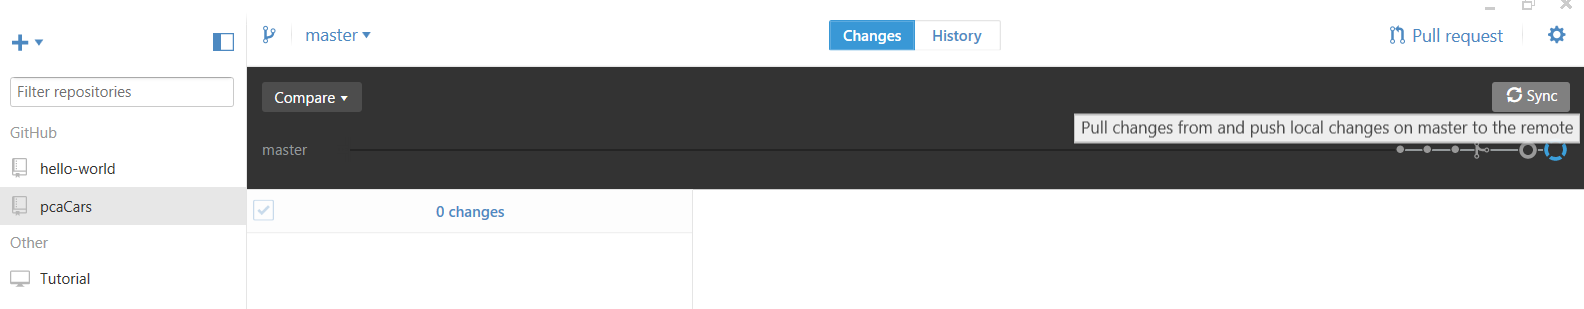 master
Changes
History
Pull request
Filter repositories
Compare
Sync
Pull changes from and push local changes on master to the remote
GitHub
master
hello-world
pcaCars
0 changes
Other
Tutorial